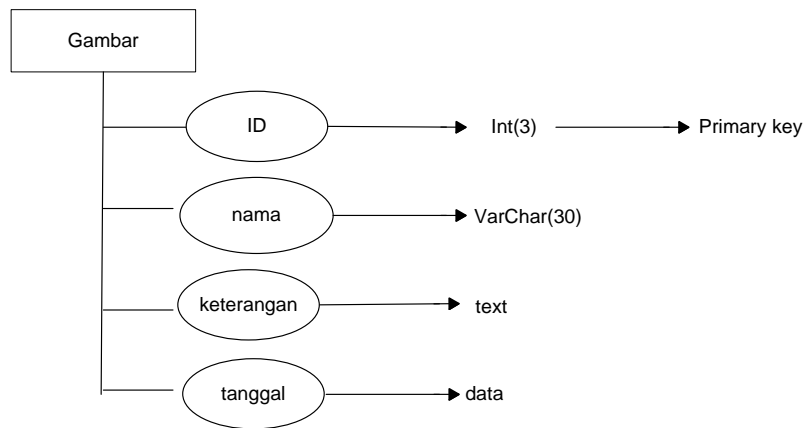 Gambar
ID Int(3) Primary key
nama VarChar(30)
keterangan text
tanggal data